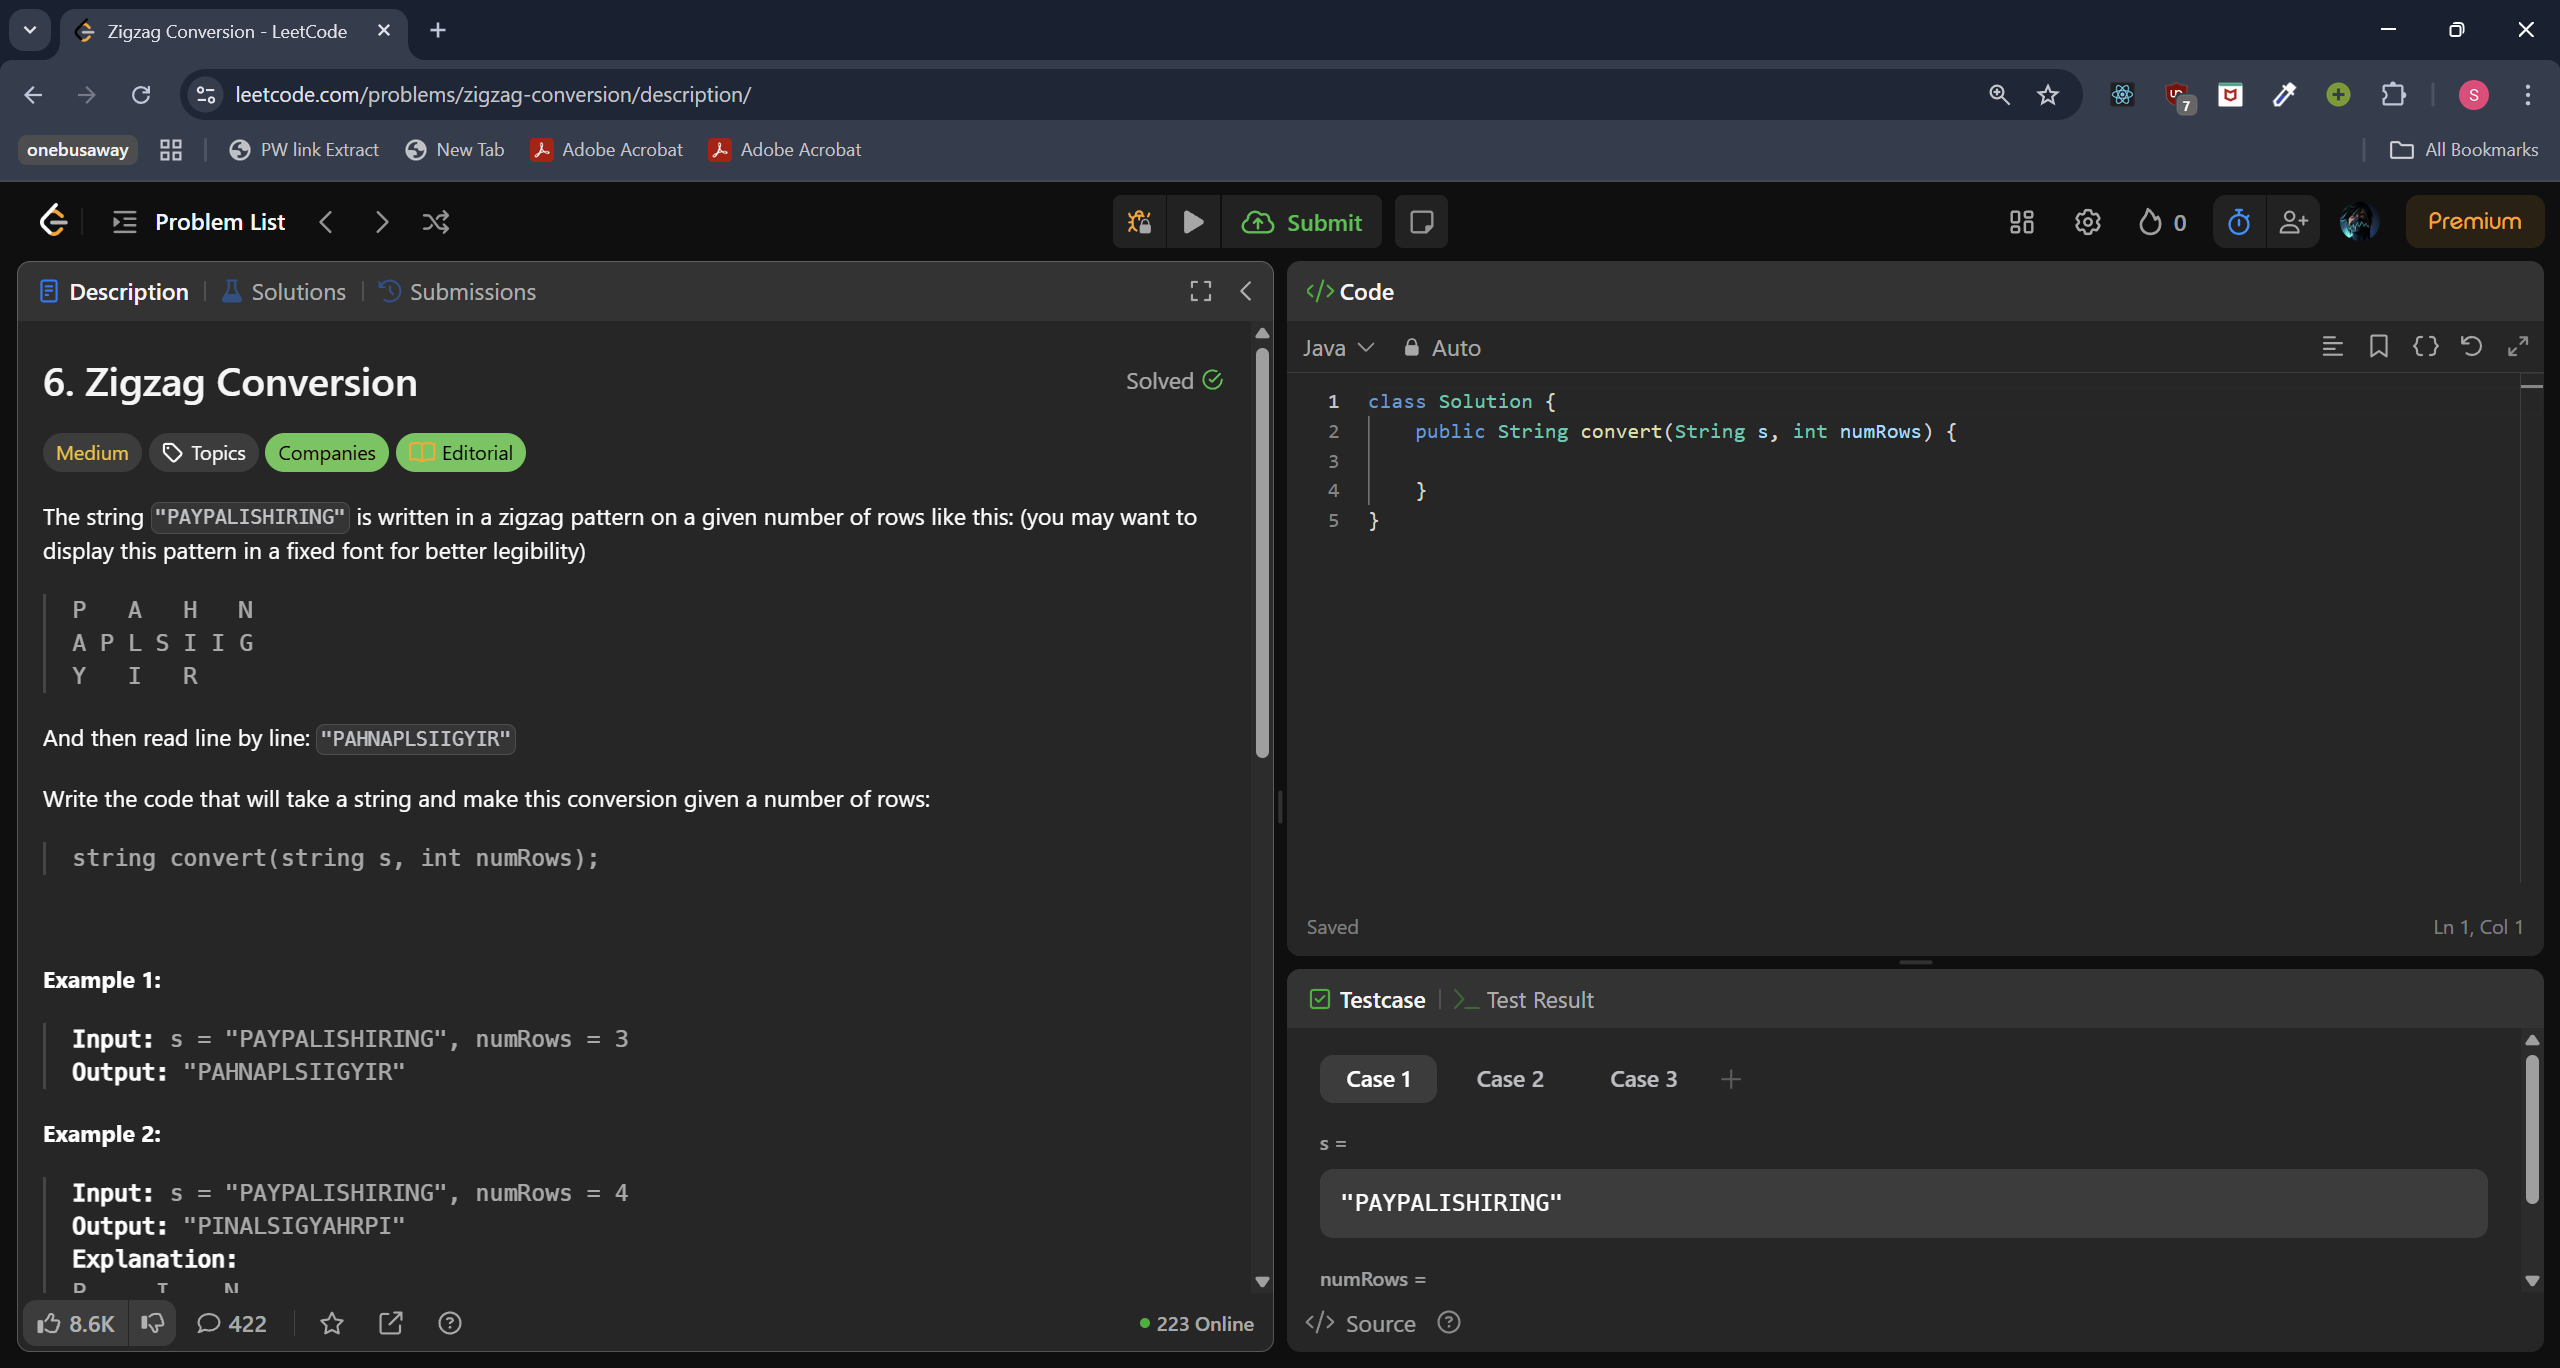 Zigzag Conversion - LeetCode
leetcode.com/problems/zigzag-conversion/description/
7
S
onebusaway PW link Extract New Tab Adobe Acrobat Adobe Acrobat All Bookmarks
Problem List Submit 0 Premium
Description Solutions Submissions
6. Zigzag Conversion Solved
Medium Topics Companies Editorial
The string "PAYPALISHIRING" is written in a zigzag pattern on a given number of rows like this: (you may want to
display this pattern in a fixed font for better legibility)
P   A   H   N
A P L S I I G
Y   I   R
And then read line by line: "PAHNAPLSIIGYIR"
Write the code that will take a string and make this conversion given a number of rows:
string convert(string s, int numRows);
Example 1:
Input: s = "PAYPALISHIRING", numRows = 3
Output: "PAHNAPLSIIGYIR"
Example 2:
Input: s = "PAYPALISHIRING", numRows = 4
Output: "PINALSIGYAHRPI"
Explanation:
P     I    N
8.6K 422 223 Online
</> Code
Java Auto
1 class Solution {
2     public String convert(String s, int numRows) {
3
4     }
5 }
Saved Ln 1, Col 1
Testcase Test Result
Case 1 Case 2 Case 3 +
s =
"PAYPALISHIRING"
numRows =
</> Source